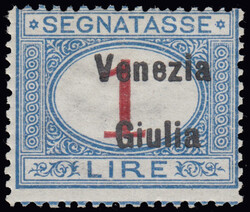 SEGNATASSE
Venezia
1
Giulia
LIRE